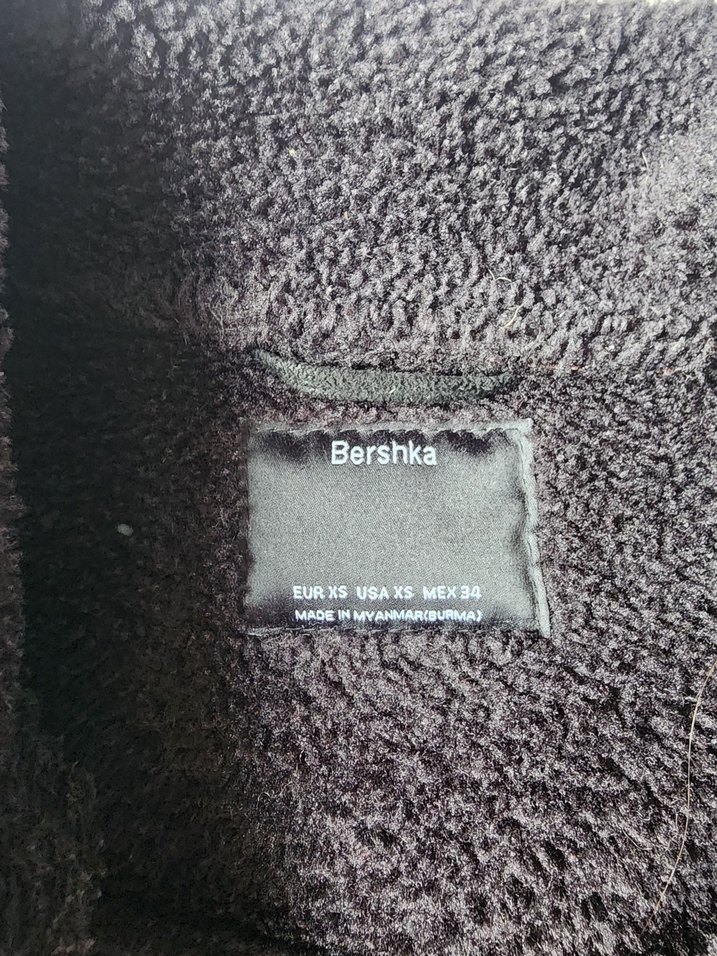 Bershka
EUR XS USA XS MEX 34
MADE IN MYANMAR(BURMA)